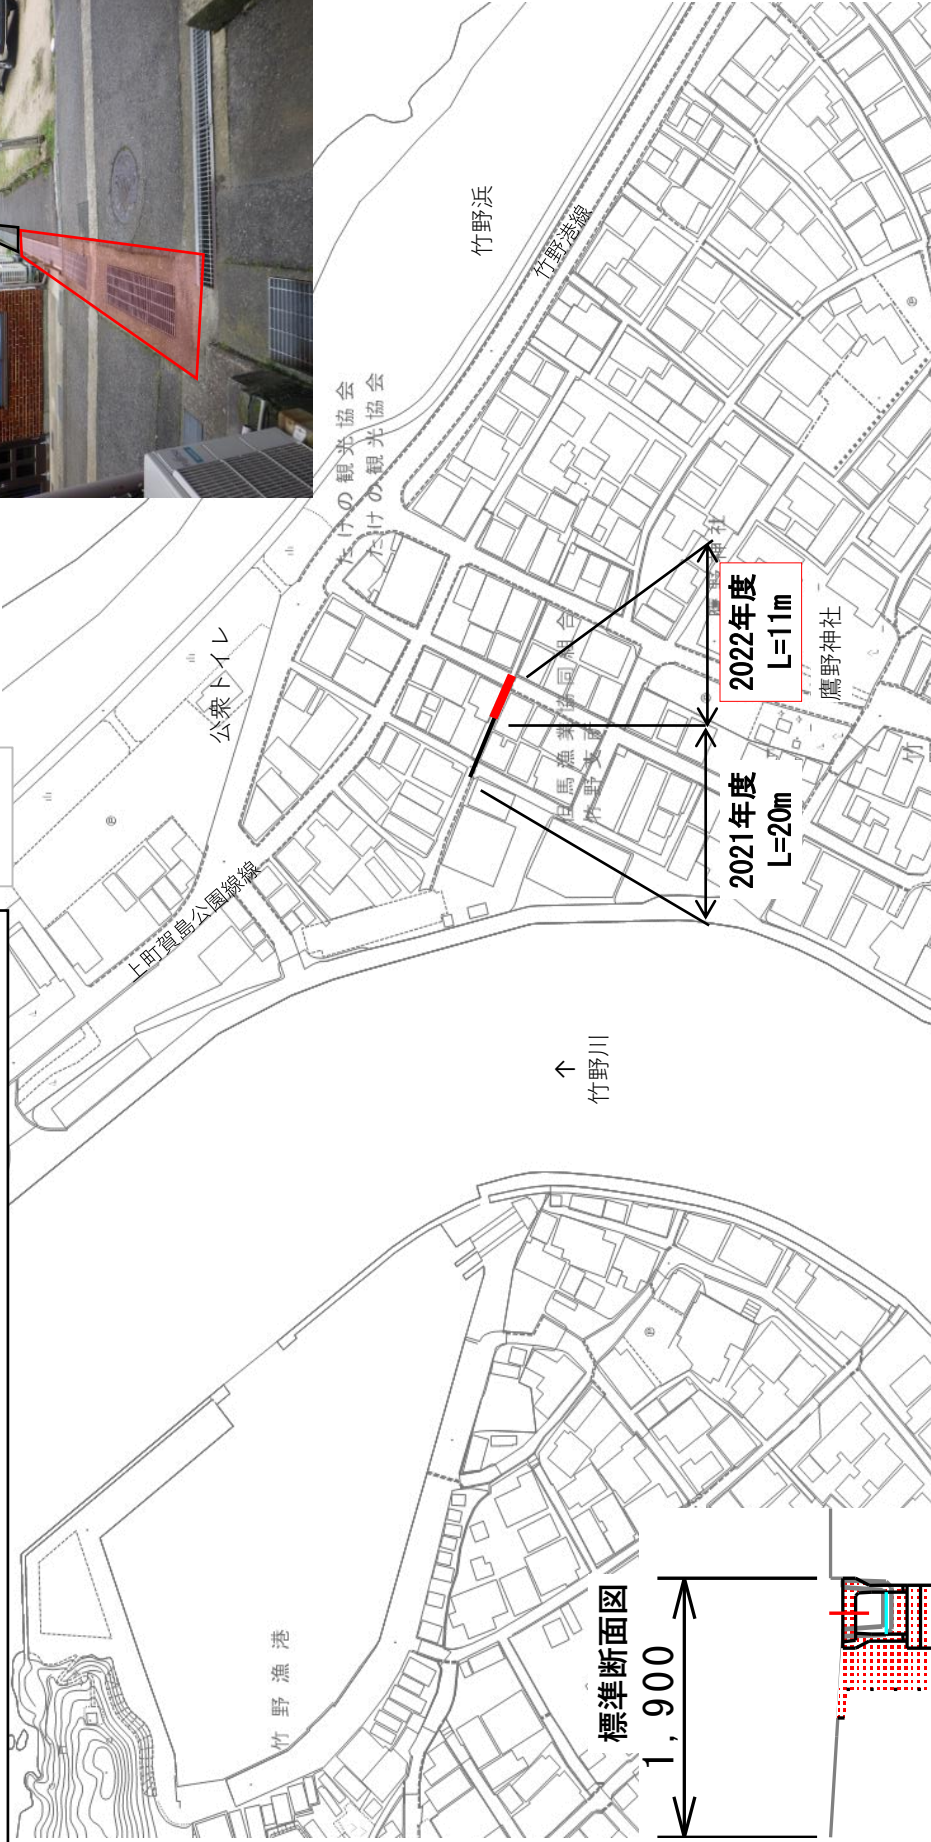 竹野浜
竹野港線
たけの観光協会
たけの観光協会
公衆トイレ
上町賀島公園線線
但馬漁業協同組合
竹野支所
鷹野神社
鷹野神社
2022年度
L=11m
2021年度
L=20m
竹
↑
竹野川
竹野漁港
標準断面図
1,900